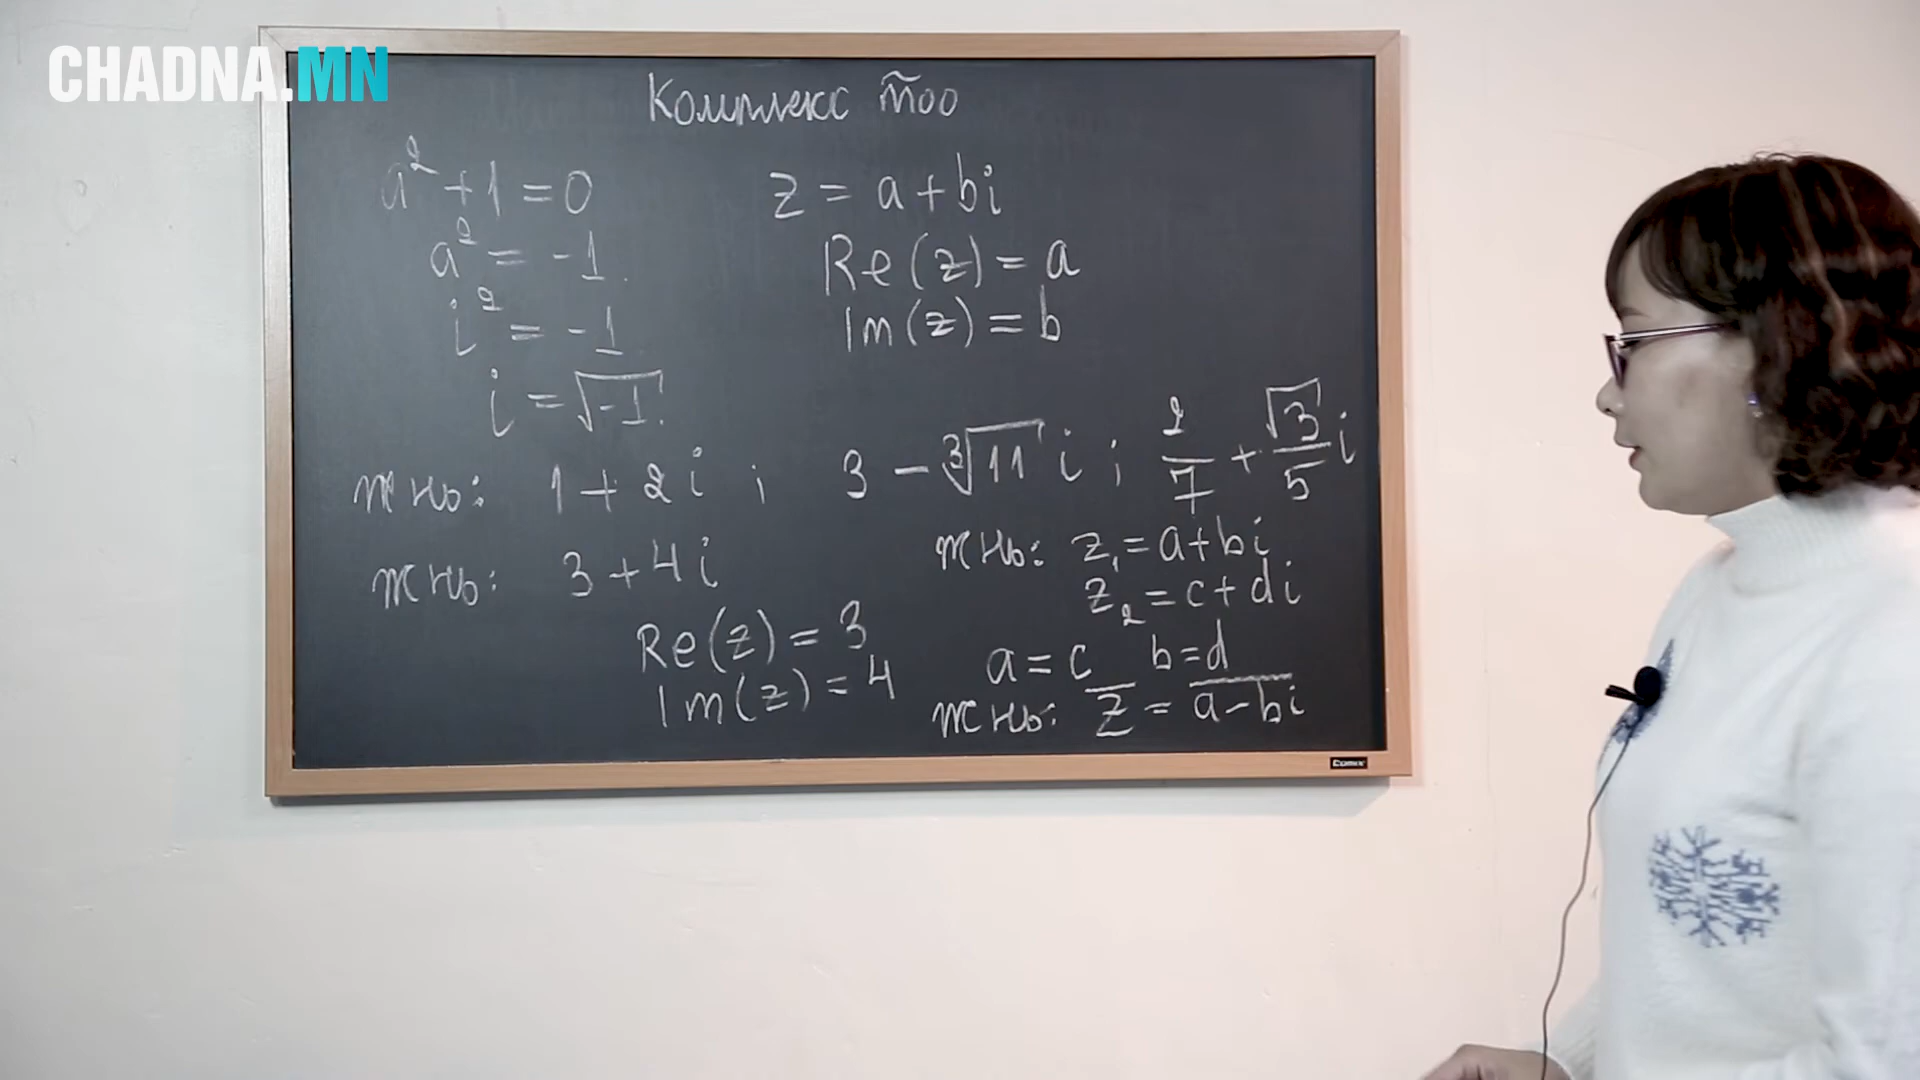 CHADNA.MN
Комплекс тоо
a² + 1 = 0
a² = -1
i² = -1
i = √-1
z = a + bi
Re(z) = a
Im(z) = b
жнь: 1 + 2i ; 3 - ∛11 i ; 2/7 + √3/5 i
жнь: 3 + 4i
Re(z) = 3
Im(z) = 4
жнь: z₁ = a + bi
z₂ = c + di
a = c b = d
жнь: z̅ = \overline{a - bi}
Comix